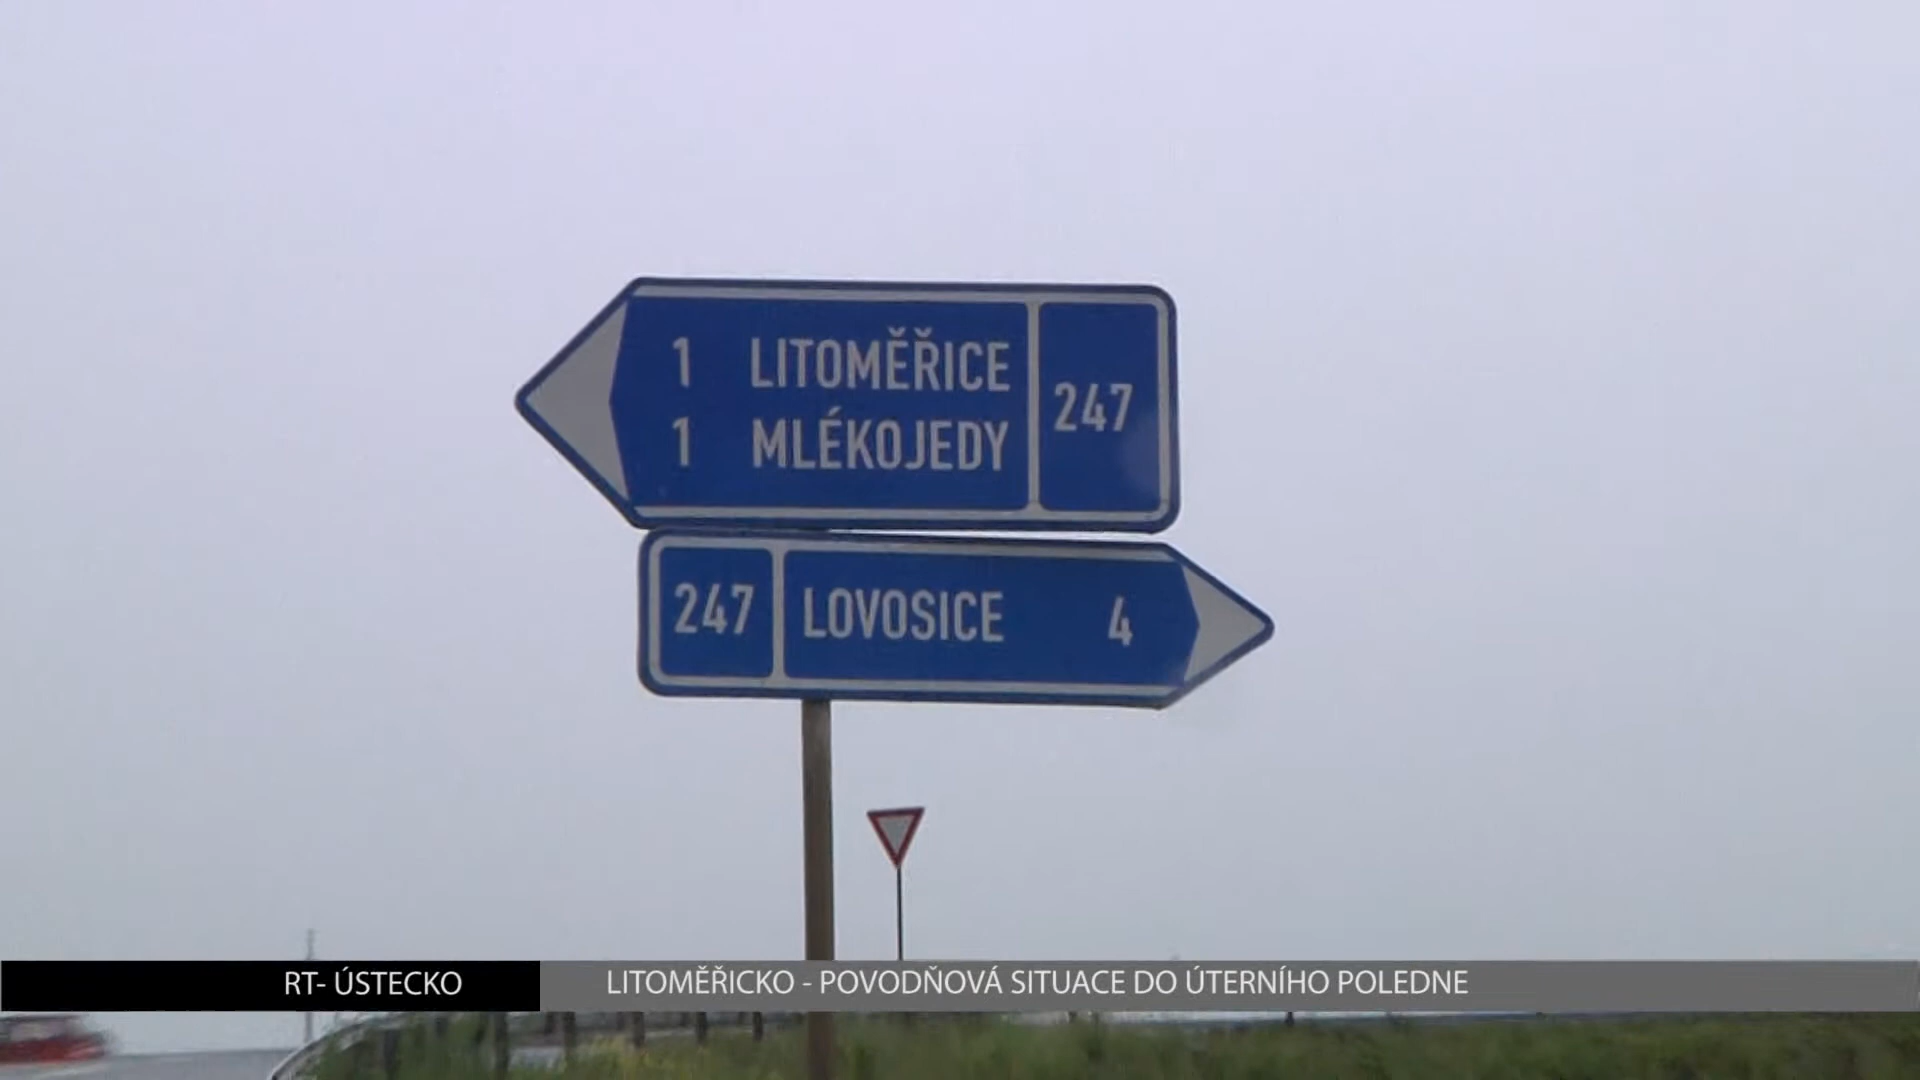 1 LITOMĚŘICE
1 MLÉKOJEDY
247
247 LOVOSICE 4
RT- ÚSTECKO
LITOMĚŘICKO - POVODŇOVÁ SITUACE DO ÚTERNÍHO POLEDNE